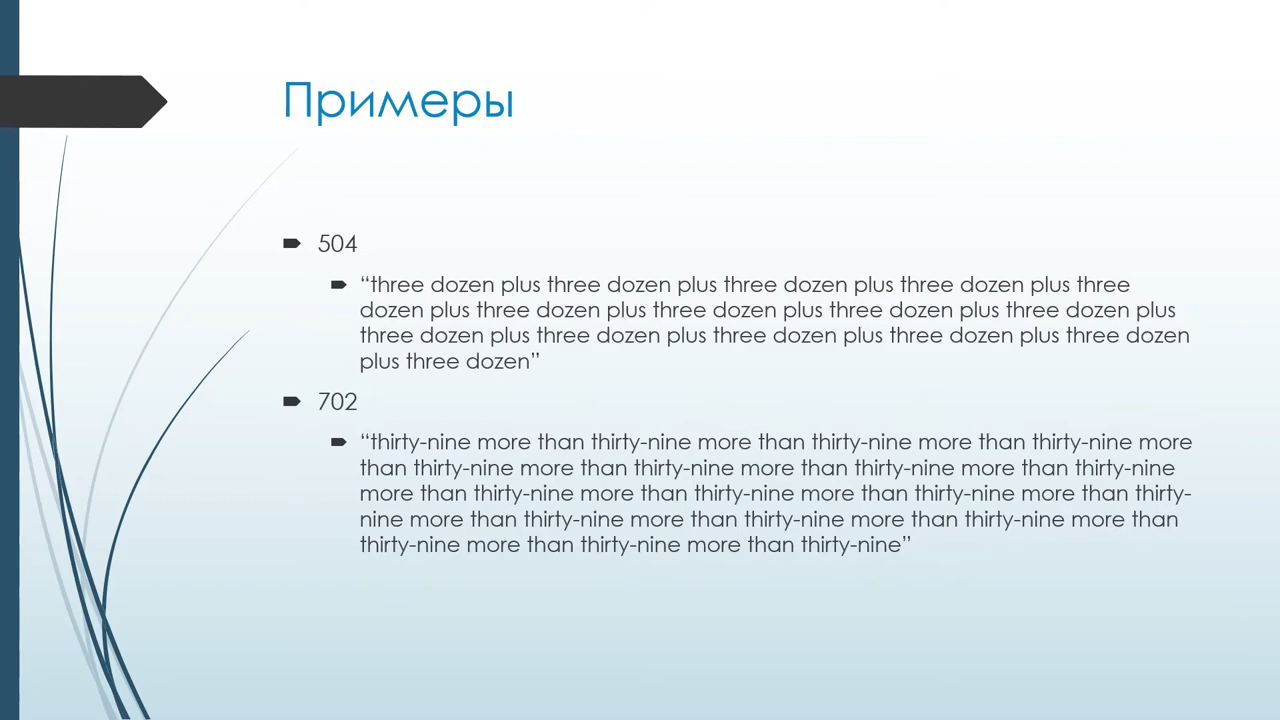 Примеры
504
“three dozen plus three dozen plus three dozen plus three dozen plus three
dozen plus three dozen plus three dozen plus three dozen plus three dozen plus
three dozen plus three dozen plus three dozen plus three dozen plus three dozen
plus three dozen”
702
“thirty-nine more than thirty-nine more than thirty-nine more than thirty-nine more
than thirty-nine more than thirty-nine more than thirty-nine more than thirty-nine
more than thirty-nine more than thirty-nine more than thirty-nine more than thirty-
nine more than thirty-nine more than thirty-nine more than thirty-nine more than
thirty-nine more than thirty-nine more than thirty-nine”